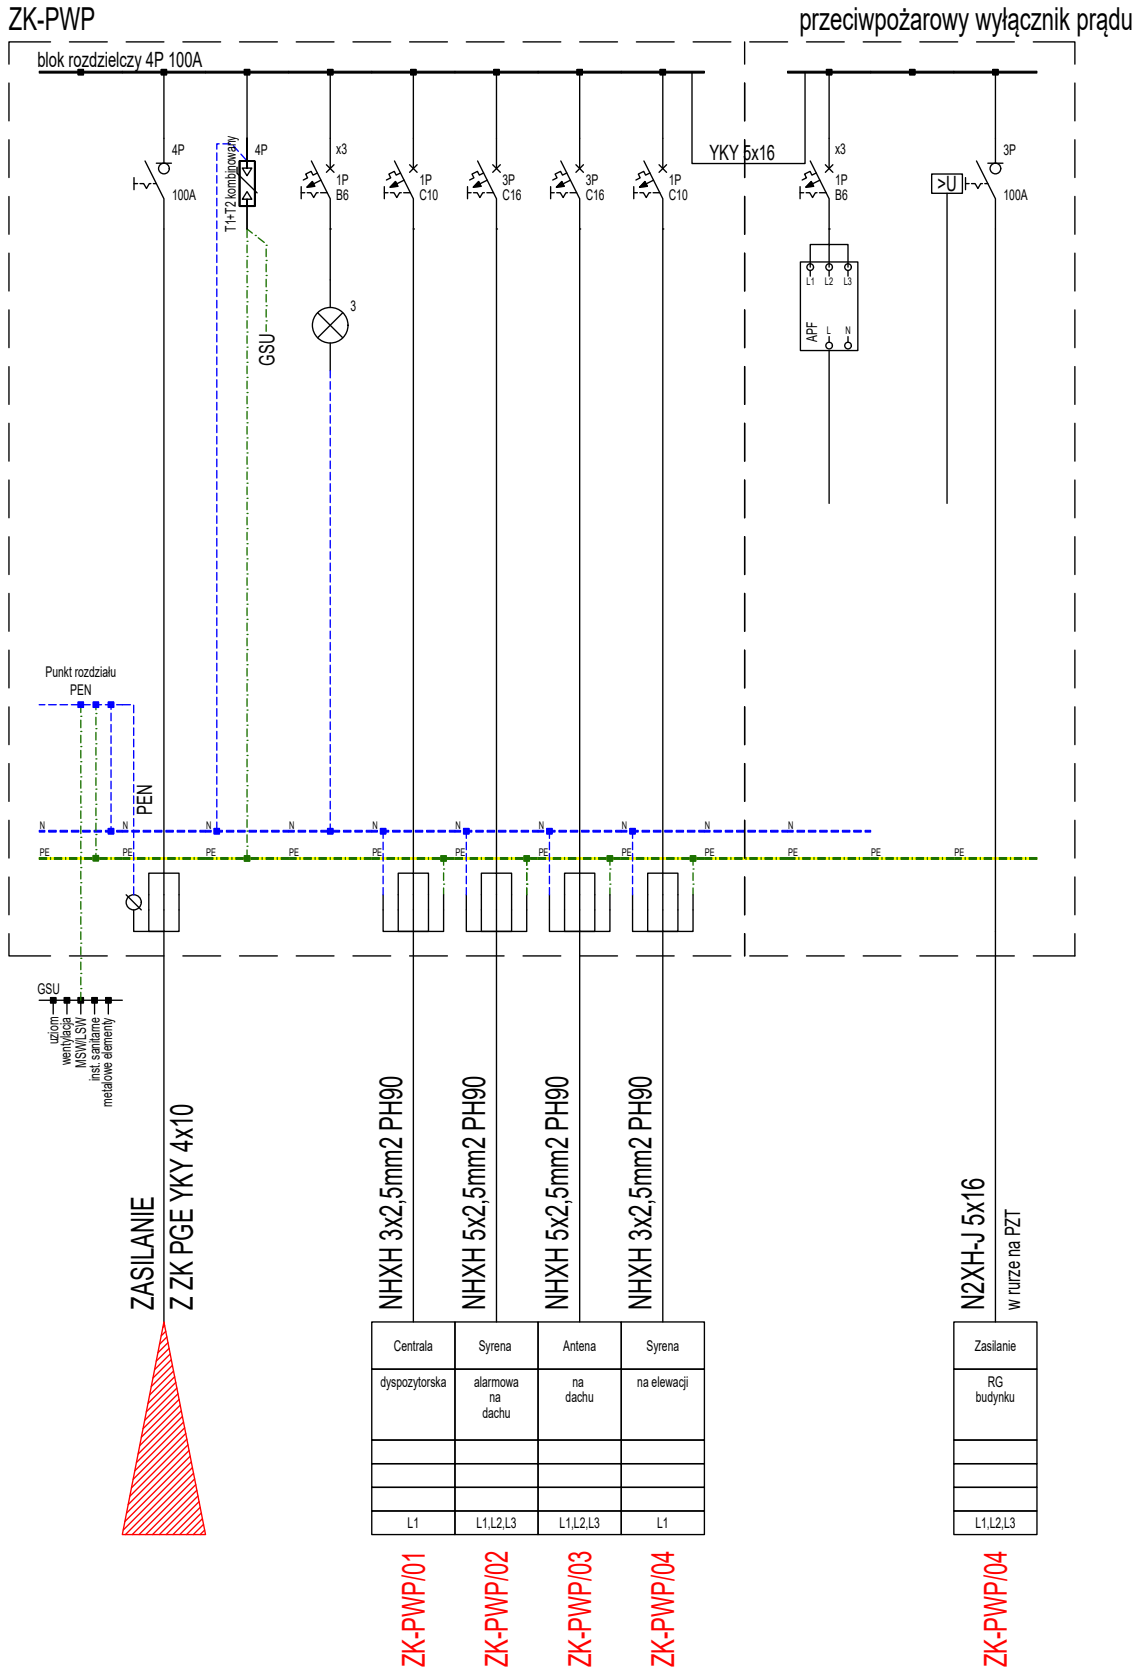 ZK-PWP
przeciwpożarowy wyłącznik prądu
blok rozdzielczy 4P 100A
4P
100A
T1+T2 kombinowany
4P
GSU
x3
1P
B6
3
1P
C10
3P
C16
3P
C16
1P
C10
YKY 5x16
x3
1P
B6
L1
L2
L3
APF
L
N
>U
3P
100A
Punkt rozdziału
PEN
PEN
N
N
N
N
N
N
N
N
N
N
PE
PE
PE
PE
PE
PE
PE
PE
PE
PE
PE
PE
GSU
uziom
wentylacja
MSW/LSW
inst. sanitarne
metalowe elementy
ZASILANIE
Z ZK PGE YKY 4x10
NHXH 3x2,5mm2 PH90
NHXH 5x2,5mm2 PH90
NHXH 5x2,5mm2 PH90
NHXH 3x2,5mm2 PH90
N2XH-J 5x16
w rurze na PZT
Centrala
dyspozytorska
L1
Syrena
alarmowa
na
dachu
L1,L2,L3
Antena
na
dachu
L1,L2,L3
Syrena
na elewacji
L1
Zasilanie
RG
budynku
L1,L2,L3
ZK-PWP/01
ZK-PWP/02
ZK-PWP/03
ZK-PWP/04
ZK-PWP/04